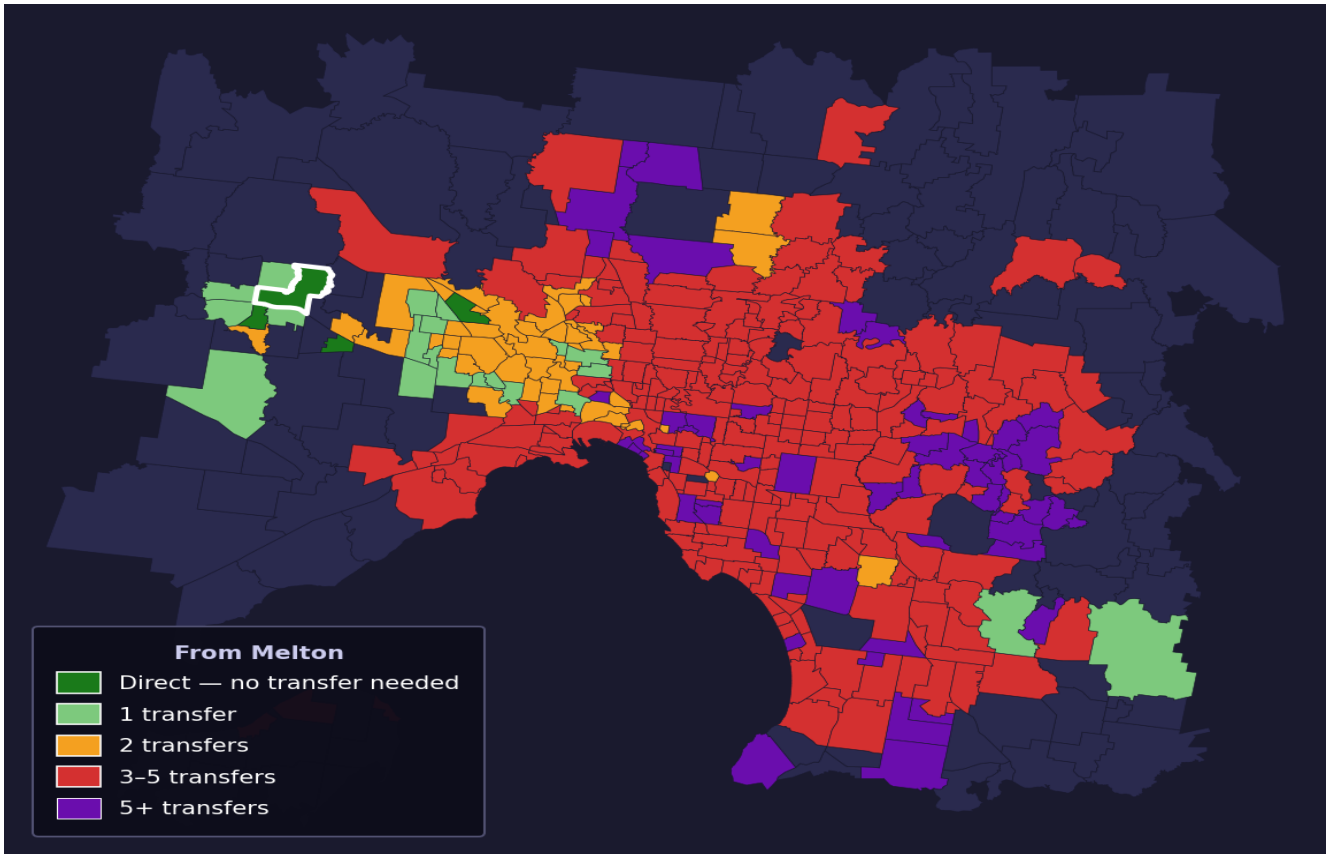 From Melton
Direct — no transfer needed
1 transfer
2 transfers
3–5 transfers
5+ transfers